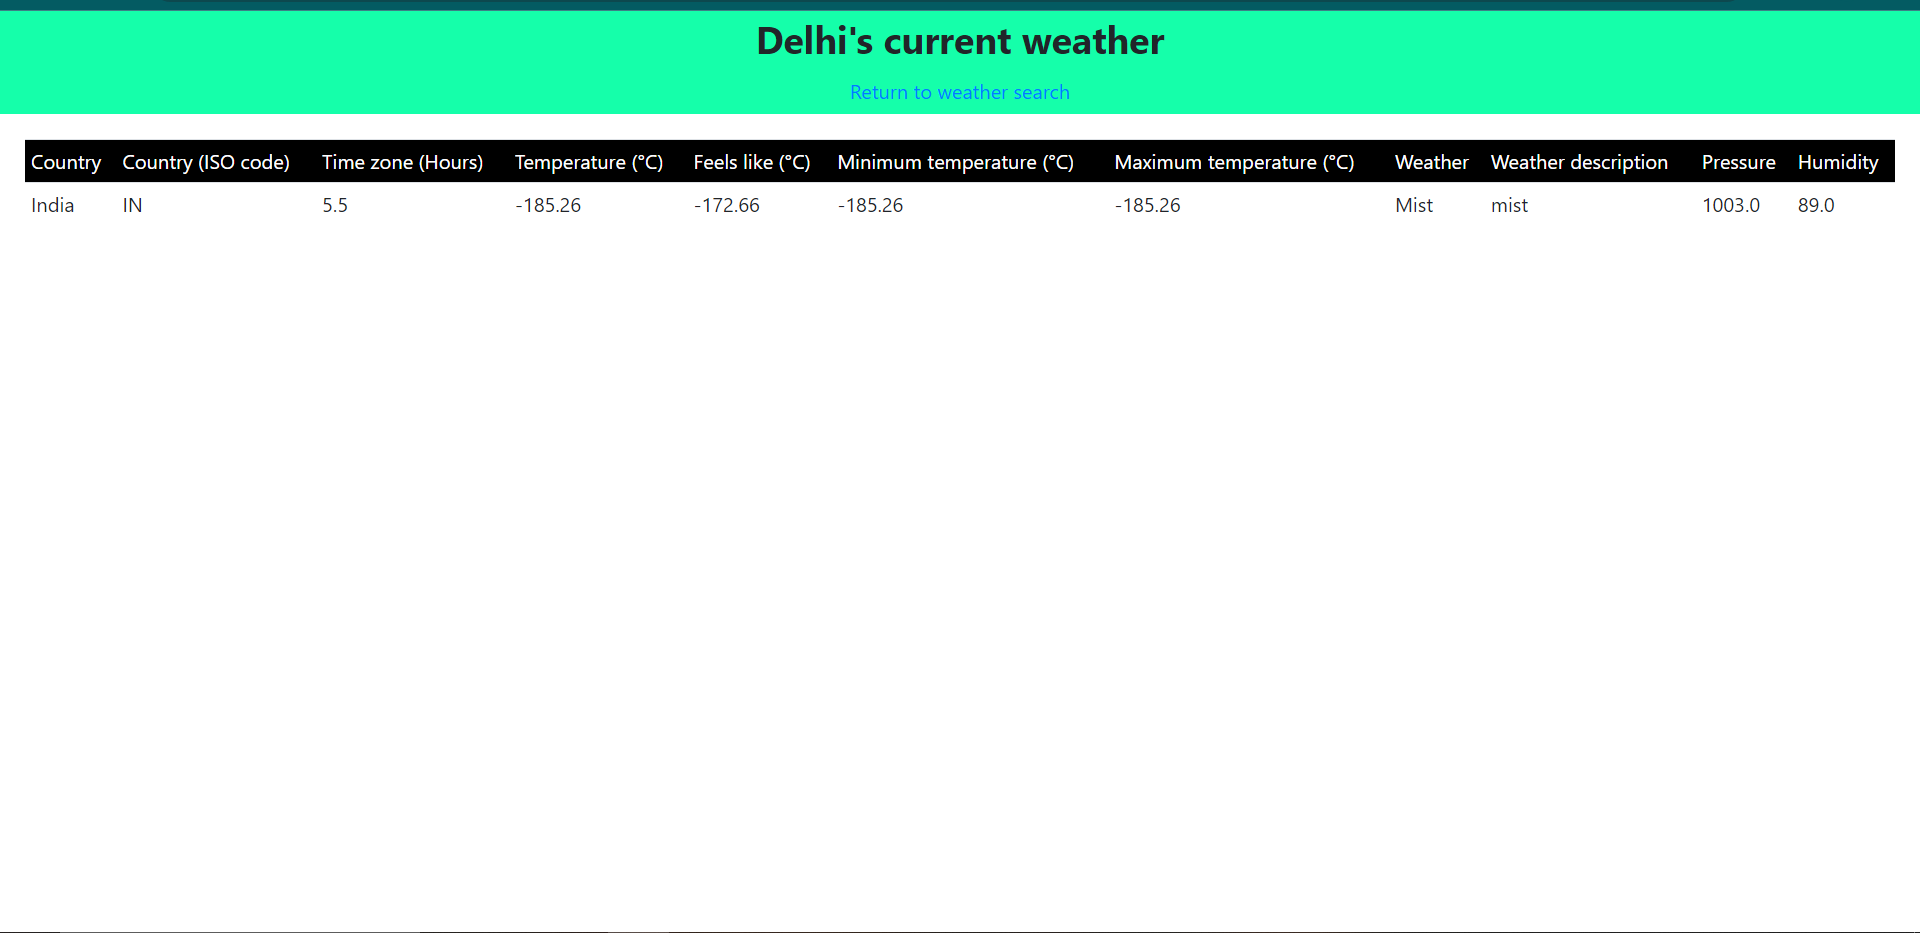 Delhi's current weather
Return to weather search
Country Country (ISO code) Time zone (Hours) Temperature (°C) Feels like (°C) Minimum temperature (°C) Maximum temperature (°C) Weather Weather description Pressure Humidity
India IN 5.5 -185.26 -172.66 -185.26 -185.26 Mist mist 1003.0 89.0